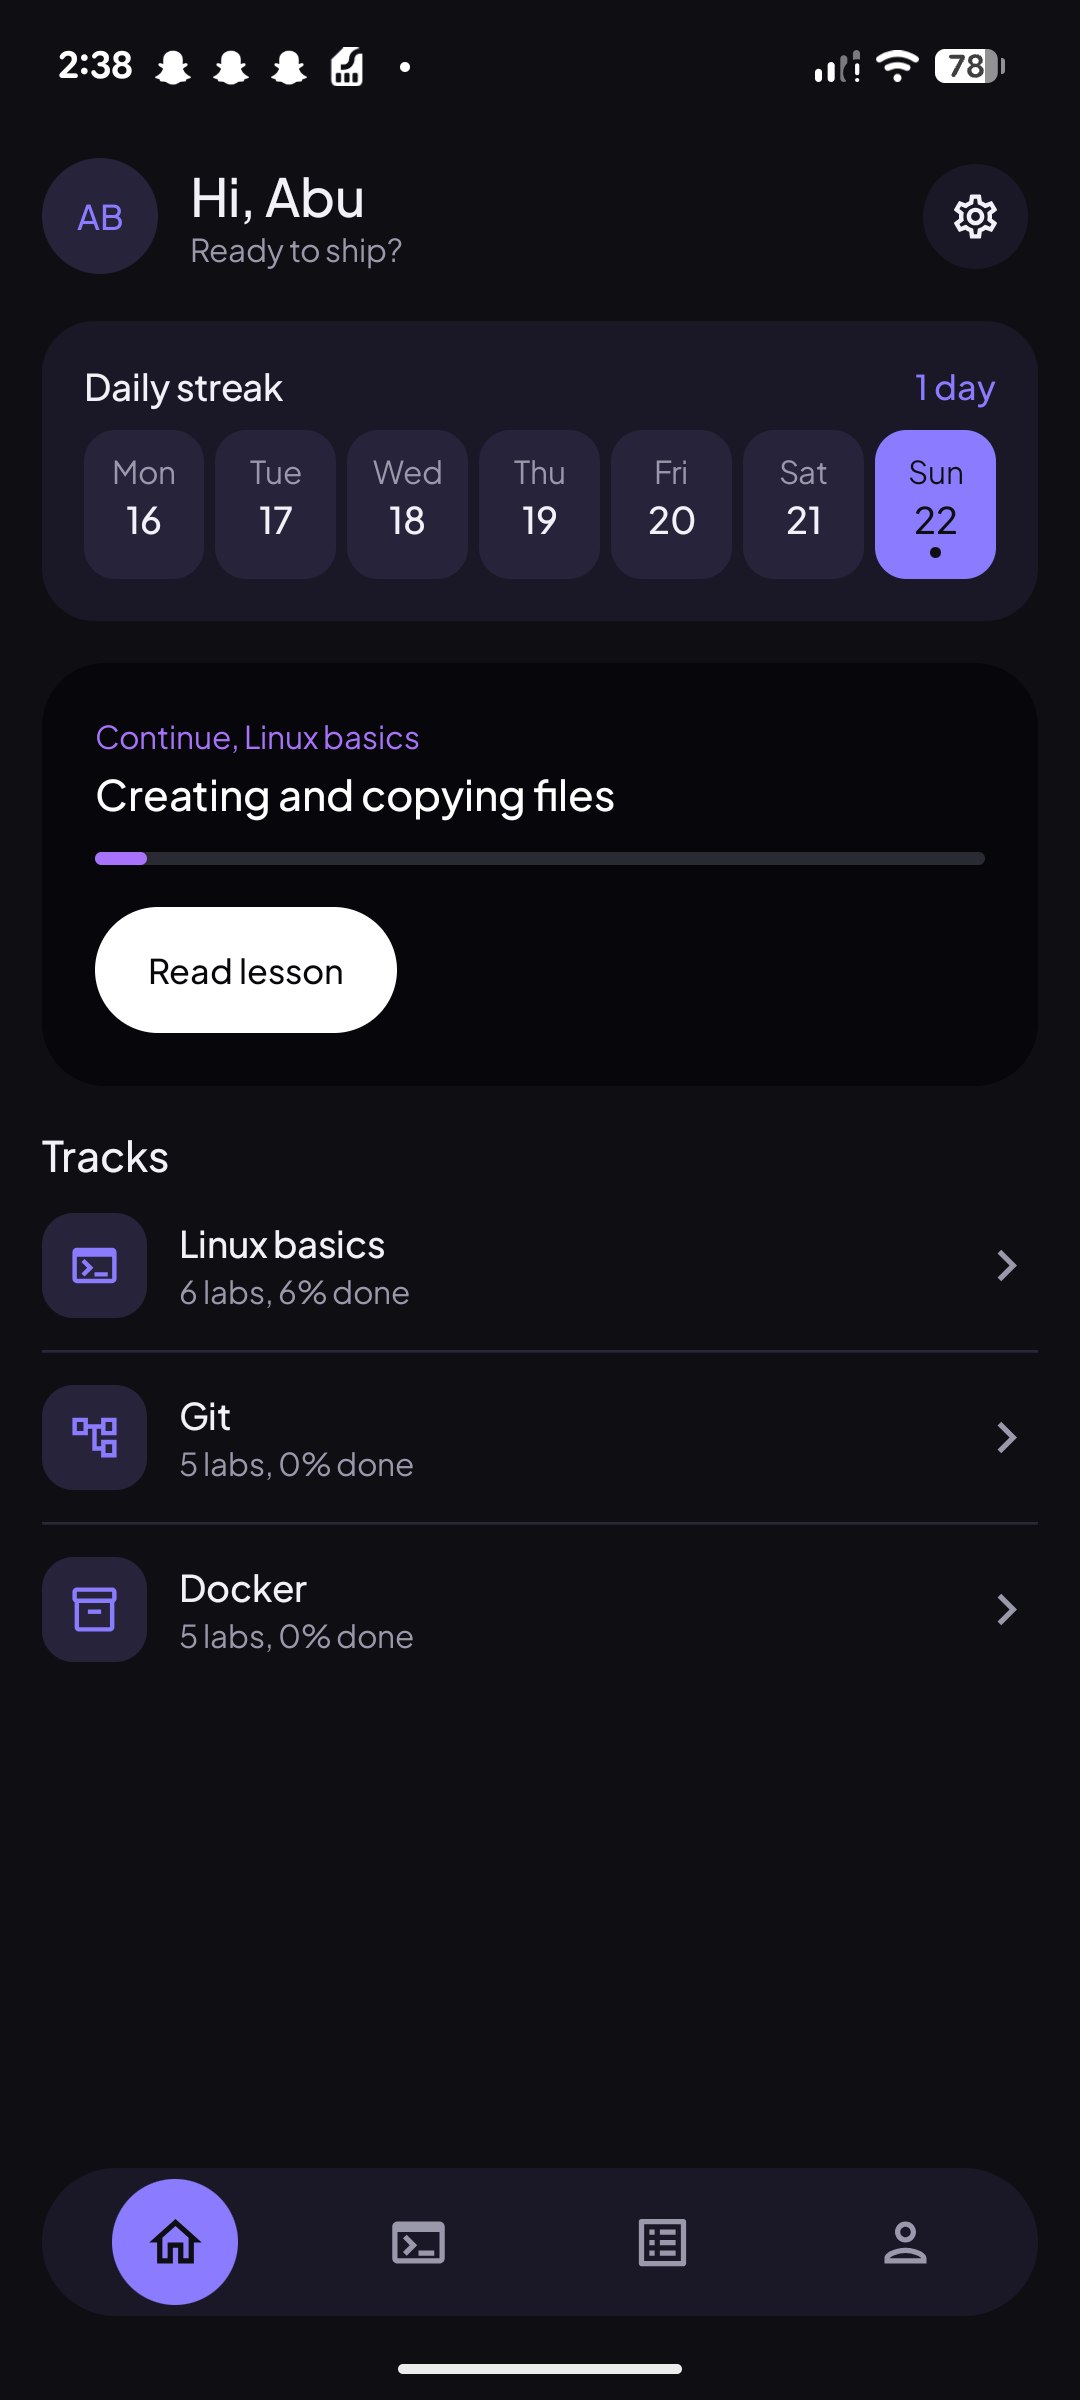 2:38
78
AB
Hi, Abu
Ready to ship?
Daily streak
1 day
Mon Tue Wed Thu Fri Sat Sun
16 17 18 19 20 21 22
Continue, Linux basics
Creating and copying files
Read lesson
Tracks
Linux basics
6 labs, 6% done
Git
5 labs, 0% done
Docker
5 labs, 0% done